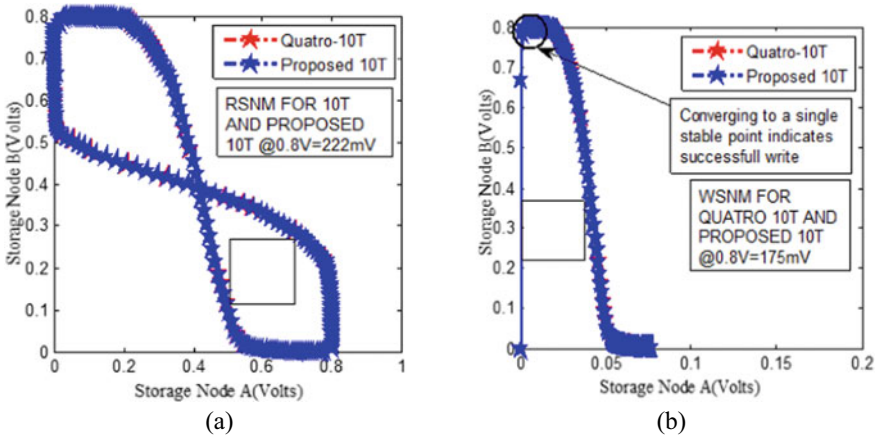 0.8
0.7
0.6
0.5
0.4
0.3
0.2
0.1
0
Storage Node B(Volts)
Quatro-10T
Proposed 10T
RSNM FOR 10T
AND PROPOSED
10T @0.8V=222mV
0 0.2 0.4 0.6 0.8 1
Storage Node A(Volts)
(a)
0.8
0.7
0.6
0.5
0.4
0.3
0.2
0.1
0
Storage Node B(Volts)
Quatro-10T
Proposed 10T
Converging to a single
stable point indicates
successfull write
WSNM FOR
QUATRO 10T AND
PROPOSED 10T
@0.8V=175mV
0 0.05 0.1 0.15 0.2
Storage Node A(Volts)
(b)